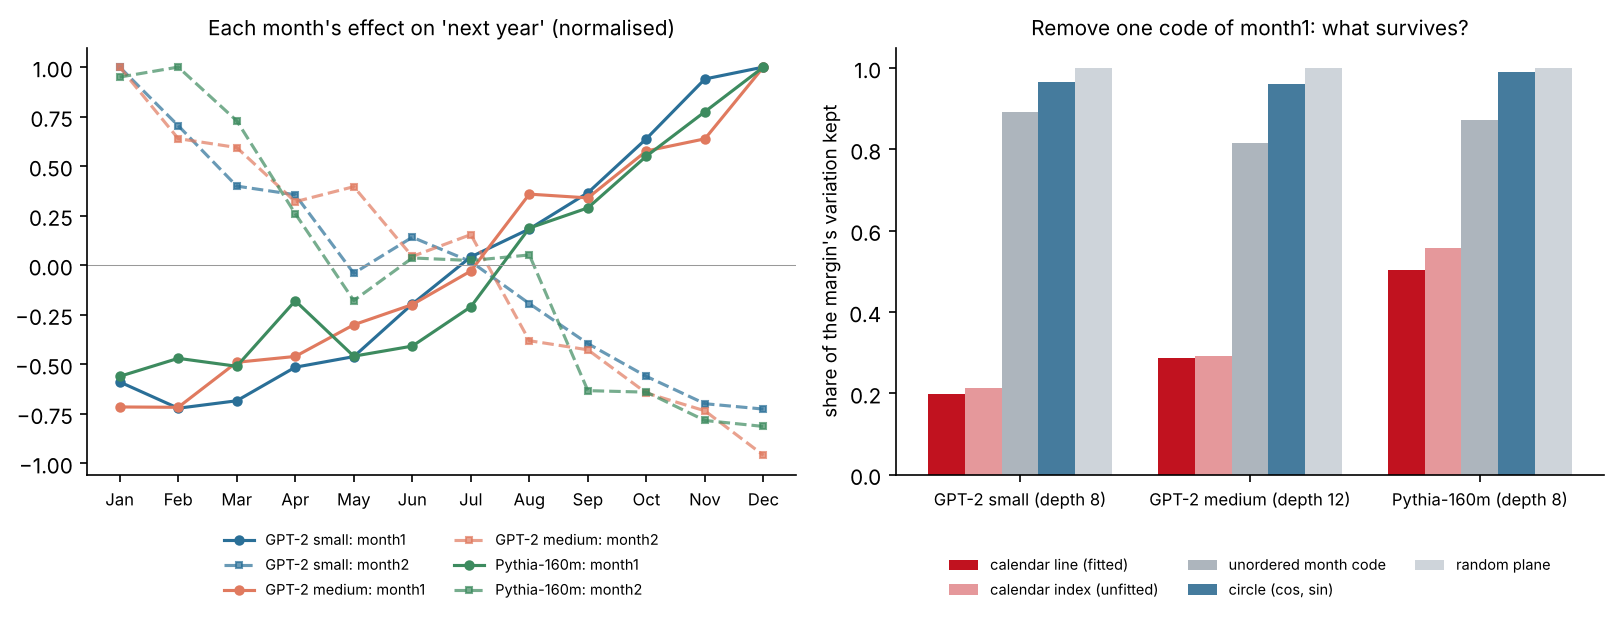 Each month's effect on 'next year' (normalised)
1.00
0.75
0.50
0.25
0.00
−0.25
−0.50
−0.75
−1.00
Jan Feb Mar Apr May Jun Jul Aug Sep Oct Nov Dec
GPT-2 small: month1
GPT-2 small: month2
GPT-2 medium: month1
GPT-2 medium: month2
Pythia-160m: month1
Pythia-160m: month2
Remove one code of month1: what survives?
share of the margin's variation kept
1.0
0.8
0.6
0.4
0.2
0.0
GPT-2 small (depth 8) GPT-2 medium (depth 12) Pythia-160m (depth 8)
calendar line (fitted)
calendar index (unfitted)
unordered month code
circle (cos, sin)
random plane